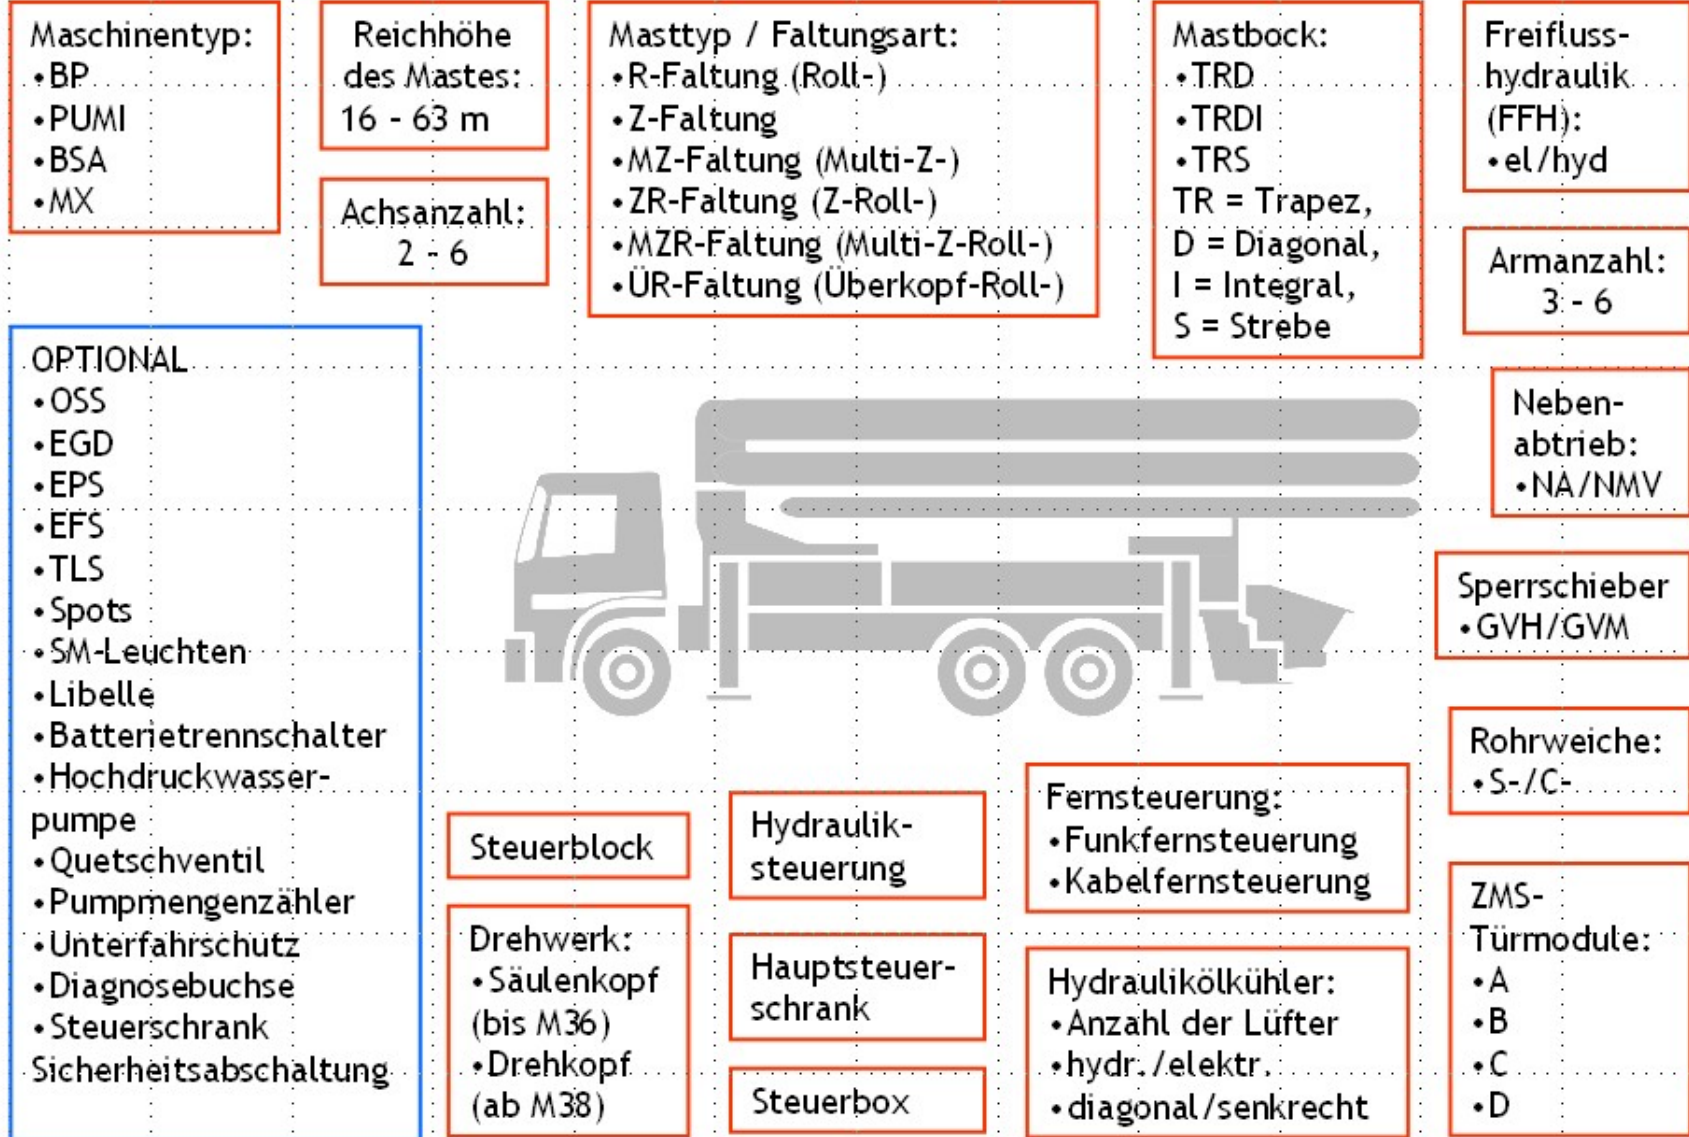 Maschinentyp:
•BP
•PUMI
•BSA
•MX
Reichhöhe
des Mastes:
16 - 63 m
Achsanzahl:
2 - 6
Masttyp / Faltungsart:
•R-Faltung (Roll-)
•Z-Faltung
•MZ-Faltung (Multi-Z-)
•ZR-Faltung (Z-Roll-)
•MZR-Faltung (Multi-Z-Roll-)
•ÜR-Faltung (Überkopf-Roll-)
Mastbock:
•TRD
•TRDI
•TRS
TR = Trapez,
D = Diagonal,
I = Integral,
S = Strebe
Freifluss-
hydraulik
(FFH):
•el/hyd
Armanzahl:
3 - 6
OPTIONAL
•OSS
•EGD
•EPS
•EFS
•TLS
•Spots
•SM-Leuchten
•Libelle
•Batterietrennschalter
•Hochdruckwasser-
pumpe
•Quetschventil
•Pumpmengenzähler
•Unterfahrschutz
•Diagnosebuchse
•Steuerschrank
Sicherheitsabschaltung
Neben-
abtrieb:
•NA/NMV
Sperrschieber
•GVH/GVM
Rohrweiche:
•S-/C-
Steuerblock
Drehwerk:
•Säulenkopf
(bis M36)
•Drehkopf
(ab M38)
Hydraulik-
steuerung
Hauptsteuer-
schrank
Steuerbox
Fernsteuerung:
•Funkfernsteuerung
•Kabelfernsteuerung
Hydraulikölkühler:
•Anzahl der Lüfter
•hydr./elektr.
•diagonal/senkrecht
ZMS-
Türmodule:
•A
•B
•C
•D